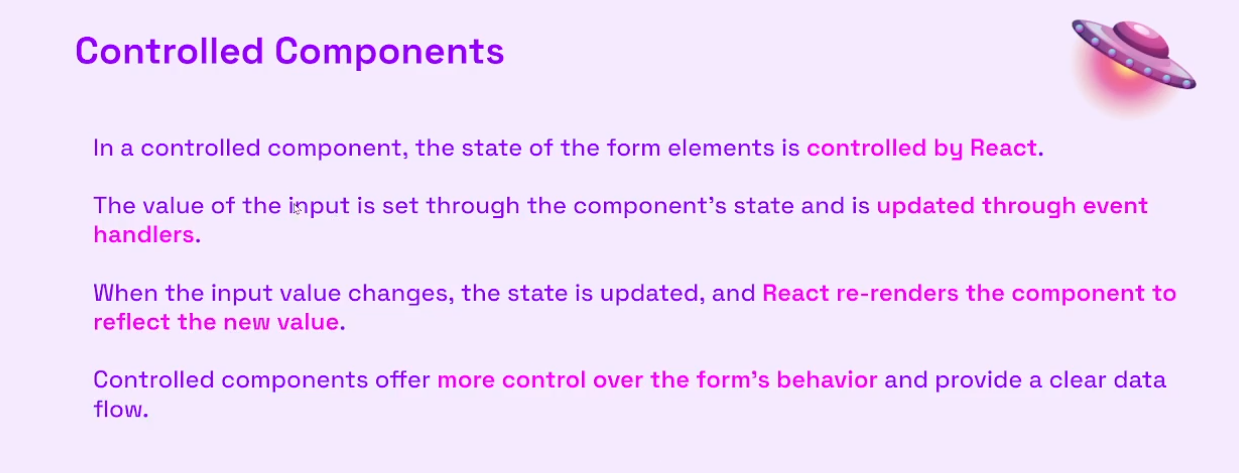 Controlled Components
In a controlled component, the state of the form elements is controlled by React.
The value of the input is set through the component's state and is updated through event
handlers.
When the input value changes, the state is updated, and React re-renders the component to
reflect the new value.
Controlled components offer more control over the form's behavior and provide a clear data
flow.